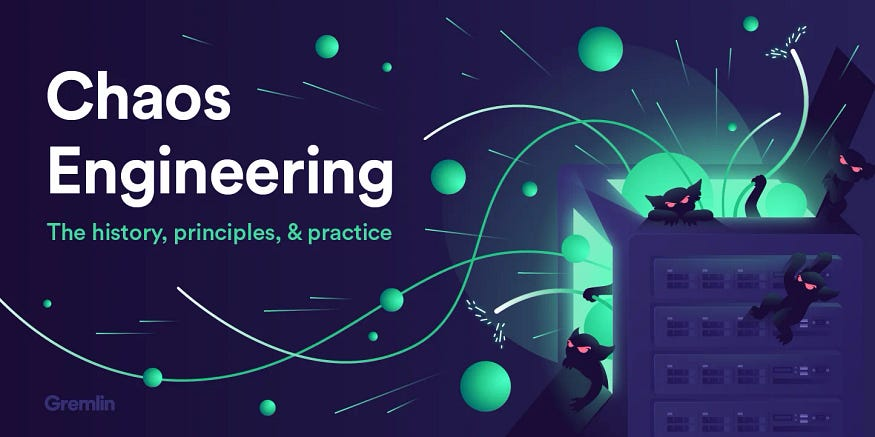 Chaos
Engineering
The history, principles, & practice
Gremlin